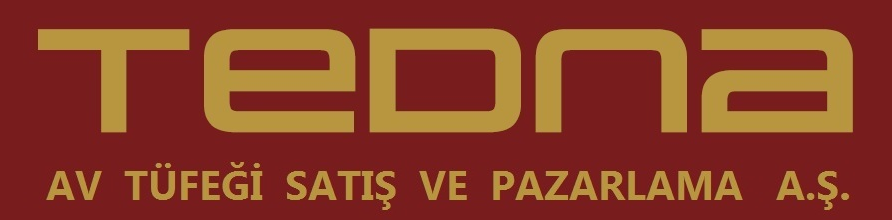 TEDNA
AV TÜFEĞİ SATIŞ VE PAZARLAMA A.Ş.